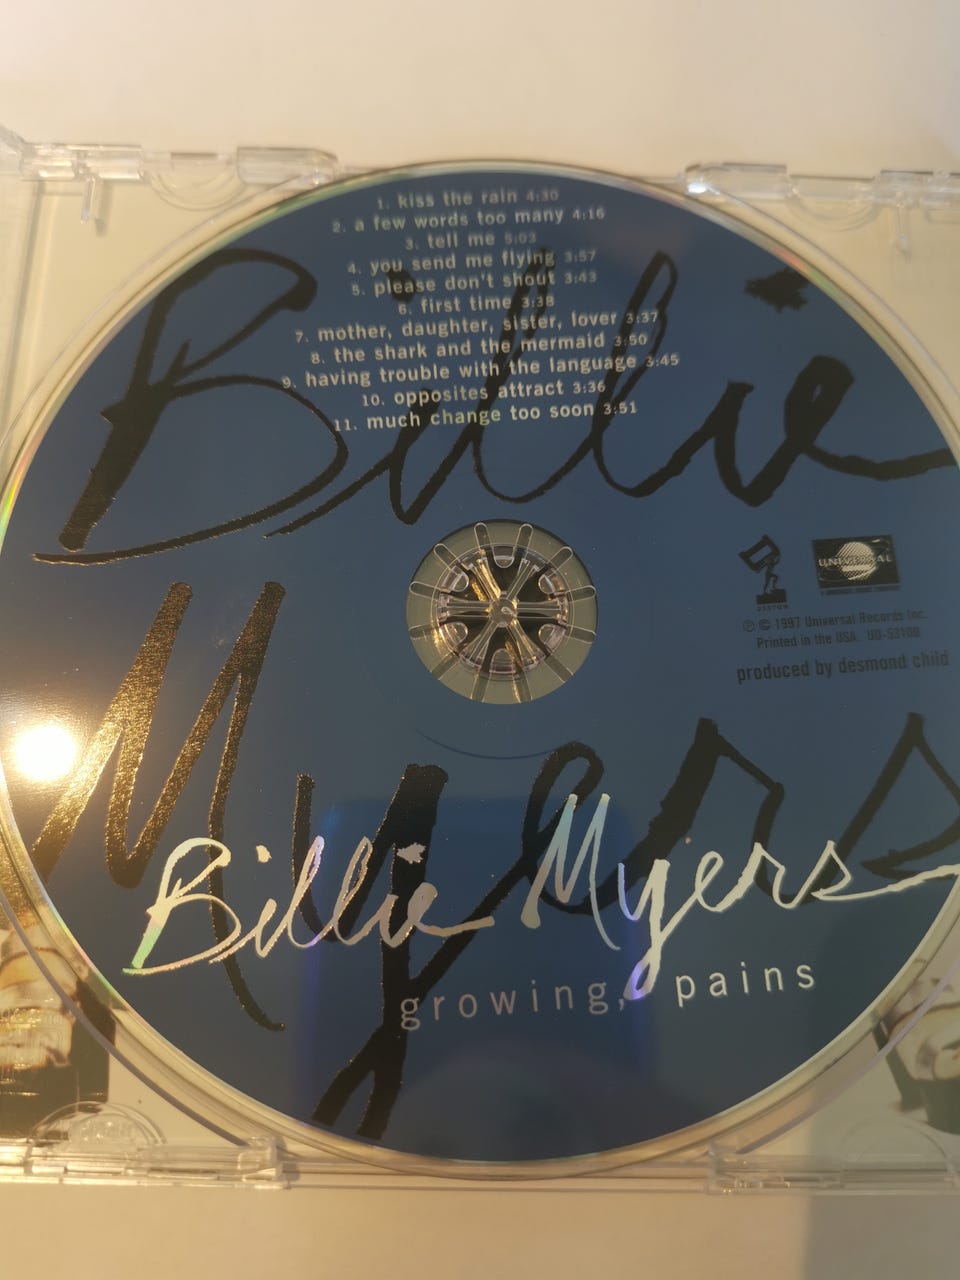 1. kiss the rain 4:30
2. a few words too many 4:16
3. tell me 5:03
4. you send me flying 3:57
5. please don't shout 3:43
6. first time 3:38
7. mother, daughter, sister, lover 3:37
8. the shark and the mermaid 3:50
9. having trouble with the language 3:45
10. opposites attract 3:36
11. much change too soon 3:51
Billie
UNIVERSAL
℗ © 1997 Universal Records Inc.
Printed in the USA. UD-53100
produced by desmond child
Myers
Billie Myers
growing, pains